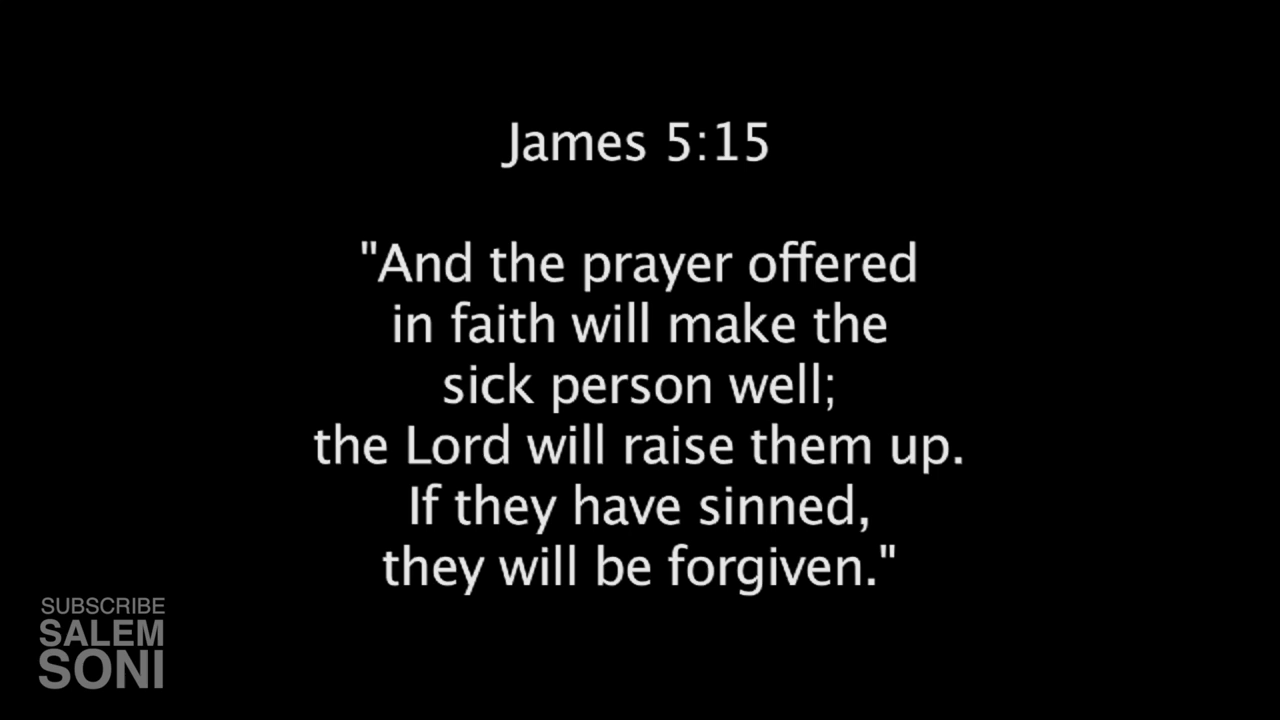 James 5:15
"And the prayer offered
in faith will make the
sick person well;
the Lord will raise them up.
If they have sinned,
they will be forgiven."
SUBSCRIBE
SALEM
SONI